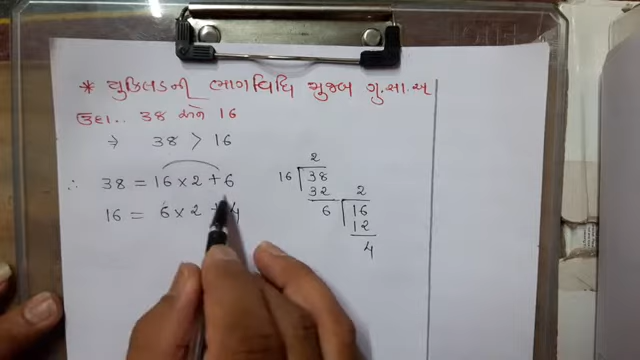 * યુક્લિડની ભાગવિધિ મુજબ ગુ.સા.અ
ઉદા.. 38 અને 16
⇒ 38 > 16
∴ 38 = 16 × 2 + 6
16 = 6 × 2 + 4
2
16 38
32 2
6 16
12
4